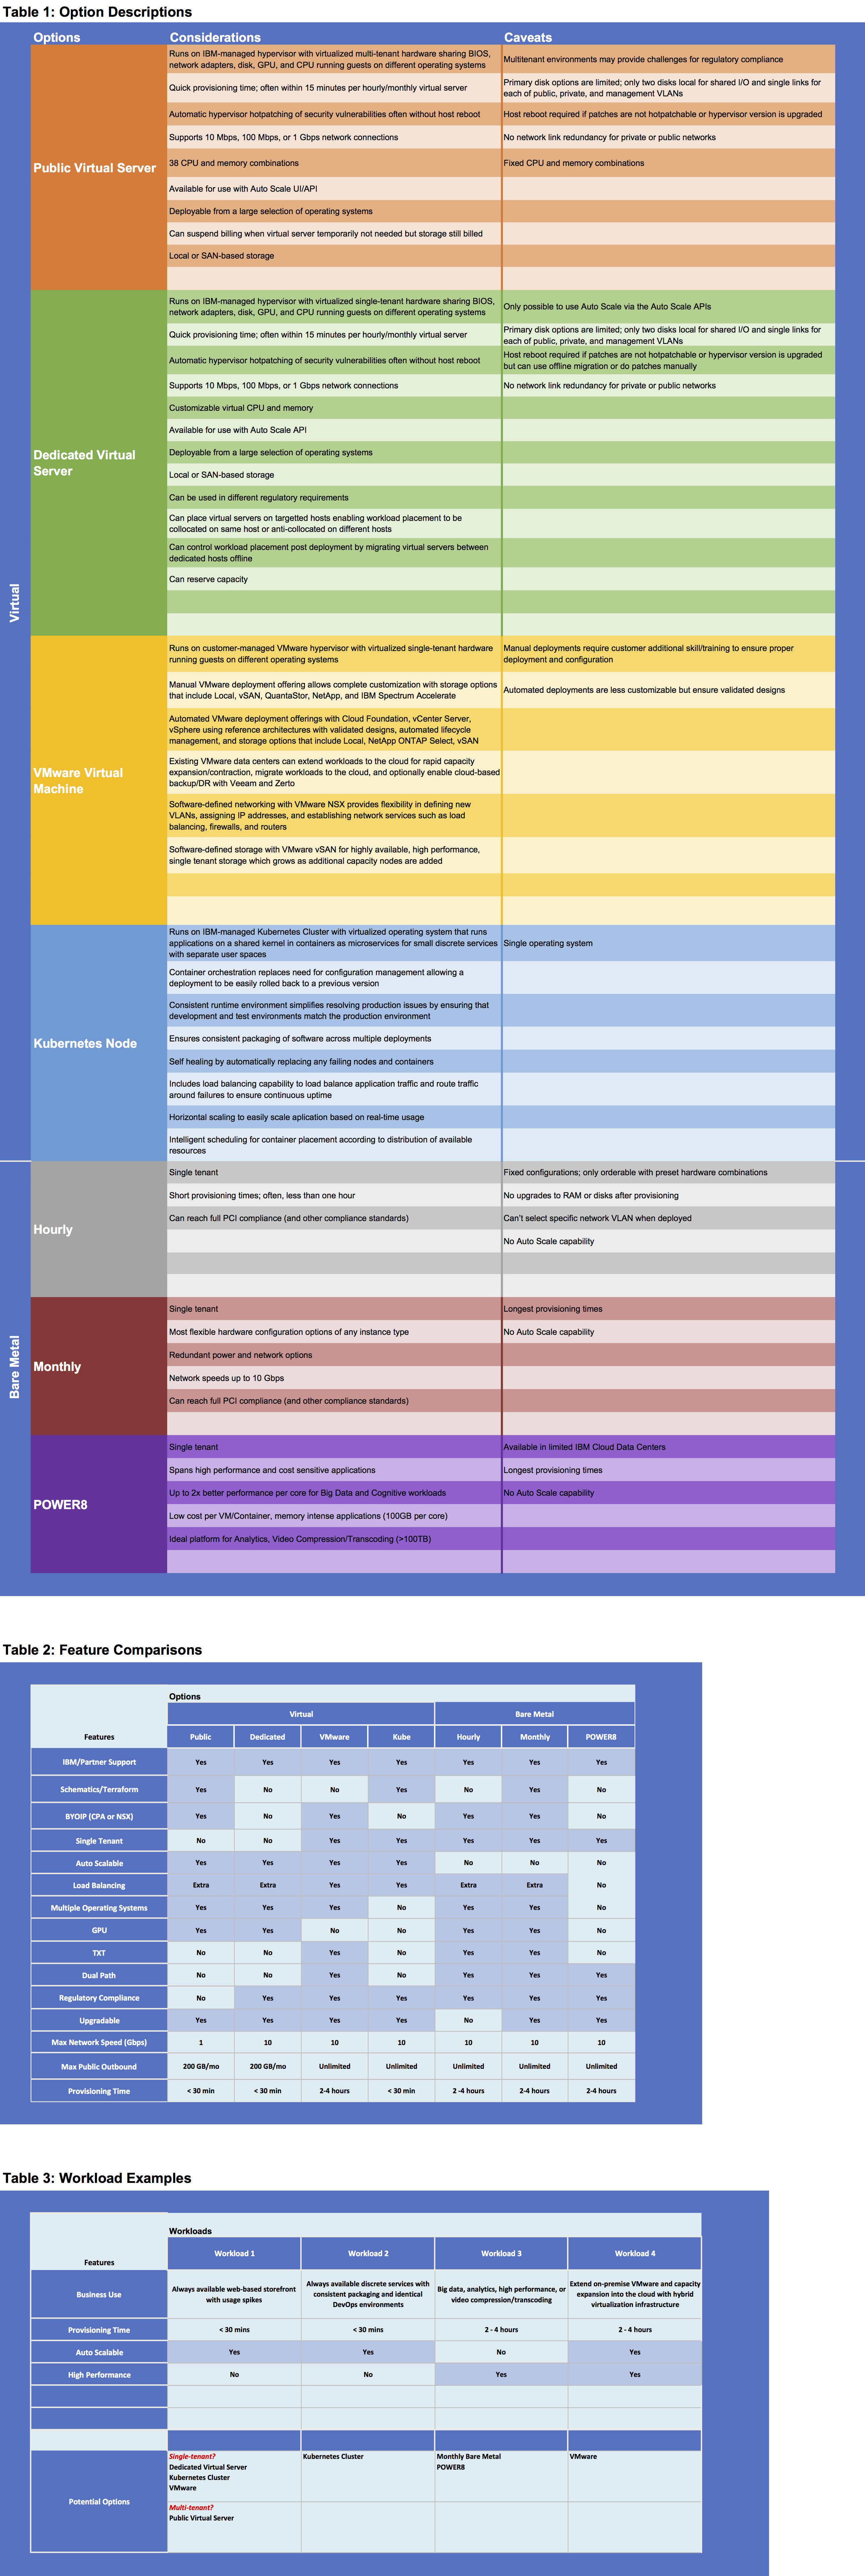 Table 1: Option Descriptions
Options Considerations Caveats
Virtual
Public Virtual Server
Runs on IBM-managed hypervisor with virtualized multi-tenant hardware sharing BIOS,
network adapters, disk, GPU, and CPU running guests on different operating systems
Multitenant environments may provide challenges for regulatory compliance
Quick provisioning time; often within 15 minutes per hourly/monthly virtual server
Primary disk options are limited; only two disks local for shared I/O and single links for
each of public, private, and management VLANs
Automatic hypervisor hotpatching of security vulnerabilities often without host reboot
Host reboot required if patches are not hotpatchable or hypervisor version is upgraded
Supports 10 Mbps, 100 Mbps, or 1 Gbps network connections
No network link redundancy for private or public networks
38 CPU and memory combinations
Fixed CPU and memory combinations
Available for use with Auto Scale UI/API
Deployable from a large selection of operating systems
Can suspend billing when virtual server temporarily not needed but storage still billed
Local or SAN-based storage
Dedicated Virtual
Server
Runs on IBM-managed hypervisor with virtualized single-tenant hardware sharing BIOS,
network adapters, disk, GPU, and CPU running guests on different operating systems
Only possible to use Auto Scale via the Auto Scale APIs
Quick provisioning time; often within 15 minutes per hourly/monthly virtual server
Primary disk options are limited; only two disks local for shared I/O and single links for
each of public, private, and management VLANs
Automatic hypervisor hotpatching of security vulnerabilities often without host reboot
Host reboot required if patches are not hotpatchable or hypervisor version is upgraded
but can use offline migration or do patches manually
Supports 10 Mbps, 100 Mbps, or 1 Gbps network connections
No network link redundancy for private or public networks
Customizable virtual CPU and memory
Available for use with Auto Scale API
Deployable from a large selection of operating systems
Local or SAN-based storage
Can be used in different regulatory requirements
Can place virtual servers on targetted hosts enabling workload placement to be
collocated on same host or anti-collocated on different hosts
Can control workload placement post deployment by migrating virtual servers between
dedicated hosts offline
Can reserve capacity
VMware Virtual
Machine
Runs on customer-managed VMware hypervisor with virtualized single-tenant hardware
running guests on different operating systems
Manual deployments require customer additional skill/training to ensure proper
deployment and configuration
Manual VMware deployment offering allows complete customization with storage options
that include Local, vSAN, QuantaStor, NetApp, and IBM Spectrum Accelerate
Automated deployments are less customizable but ensure validated designs
Automated VMware deployment offerings with Cloud Foundation, vCenter Server,
vSphere using reference architectures with validated designs, automated lifecycle
management, and storage options that include Local, NetApp ONTAP Select, vSAN
Existing VMware data centers can extend workloads to the cloud for rapid capacity
expansion/contraction, migrate workloads to the cloud, and optionally enable cloud-based
backup/DR with Veeam and Zerto
Software-defined networking with VMware NSX provides flexibility in defining new
VLANs, assigning IP addresses, and establishing network services such as load
balancing, firewalls, and routers
Software-defined storage with VMware vSAN for highly available, high performance,
single tenant storage which grows as additional capacity nodes are added
Kubernetes Node
Runs on IBM-managed Kubernetes Cluster with virtualized operating system that runs
applications on a shared kernel in containers as microservices for small discrete services
with separate user spaces
Single operating system
Container orchestration replaces need for configuration management allowing a
deployment to be easily rolled back to a previous version
Consistent runtime environment simplifies resolving production issues by ensuring that
development and test environments match the production environment
Ensures consistent packaging of software across multiple deployments
Self healing by automatically replacing any failing nodes and containers
Includes load balancing capability to load balance application traffic and route traffic
around failures to ensure continuous uptime
Horizontal scaling to easily scale aplication based on real-time usage
Intelligent scheduling for container placement according to distribution of available
resources
Bare Metal
Hourly
Single tenant
Fixed configurations; only orderable with preset hardware combinations
Short provisioning times; often, less than one hour
No upgrades to RAM or disks after provisioning
Can reach full PCI compliance (and other compliance standards)
Can't select specific network VLAN when deployed
No Auto Scale capability
Monthly
Single tenant
Longest provisioning times
Most flexible hardware configuration options of any instance type
No Auto Scale capability
Redundant power and network options
Network speeds up to 10 Gbps
Can reach full PCI compliance (and other compliance standards)
POWER8
Single tenant
Available in limited IBM Cloud Data Centers
Spans high performance and cost sensitive applications
Longest provisioning times
Up to 2x better performance per core for Big Data and Cognitive workloads
No Auto Scale capability
Low cost per VM/Container, memory intense applications (100GB per core)
Ideal platform for Analytics, Video Compression/Transcoding (>100TB)
Table 2: Feature Comparisons
Options
Virtual Bare Metal
Features Public Dedicated VMware Kube Hourly Monthly POWER8
IBM/Partner Support Yes Yes Yes Yes Yes Yes Yes
Schematics/Terraform Yes No No Yes No Yes No
BYOIP (CPA or NSX) Yes No Yes No Yes Yes No
Single Tenant No No Yes Yes Yes Yes Yes
Auto Scalable Yes Yes Yes Yes No No No
Load Balancing Extra Extra Yes Yes Extra Extra No
Multiple Operating Systems Yes Yes Yes No Yes Yes No
GPU Yes Yes No No Yes Yes No
TXT No No Yes No Yes Yes No
Dual Path No No Yes No Yes Yes Yes
Regulatory Compliance No Yes Yes Yes Yes Yes Yes
Upgradable Yes Yes Yes Yes No Yes Yes
Max Network Speed (Gbps) 1 10 10 10 10 10 10
Max Public Outbound 200 GB/mo 200 GB/mo Unlimited Unlimited Unlimited Unlimited Unlimited
Provisioning Time < 30 min < 30 min 2-4 hours < 30 min 2 -4 hours 2-4 hours 2-4 hours
Table 3: Workload Examples
Workloads
Features Workload 1 Workload 2 Workload 3 Workload 4
Business Use
Always available web-based storefront
with usage spikes
Always available discrete services with
consistent packaging and identical
DevOps environments
Big data, analytics, high performance, or
video compression/transcoding
Extend on-premise VMware and capacity
expansion into the cloud with hybrid
virtualization infrastructure
Provisioning Time < 30 mins < 30 mins 2 - 4 hours 2 - 4 hours
Auto Scalable Yes Yes No Yes
High Performance No No Yes Yes
Potential Options
Single-tenant?
Dedicated Virtual Server
Kubernetes Cluster
VMware
Kubernetes Cluster
Monthly Bare Metal
POWER8
VMware
Multi-tenant?
Public Virtual Server